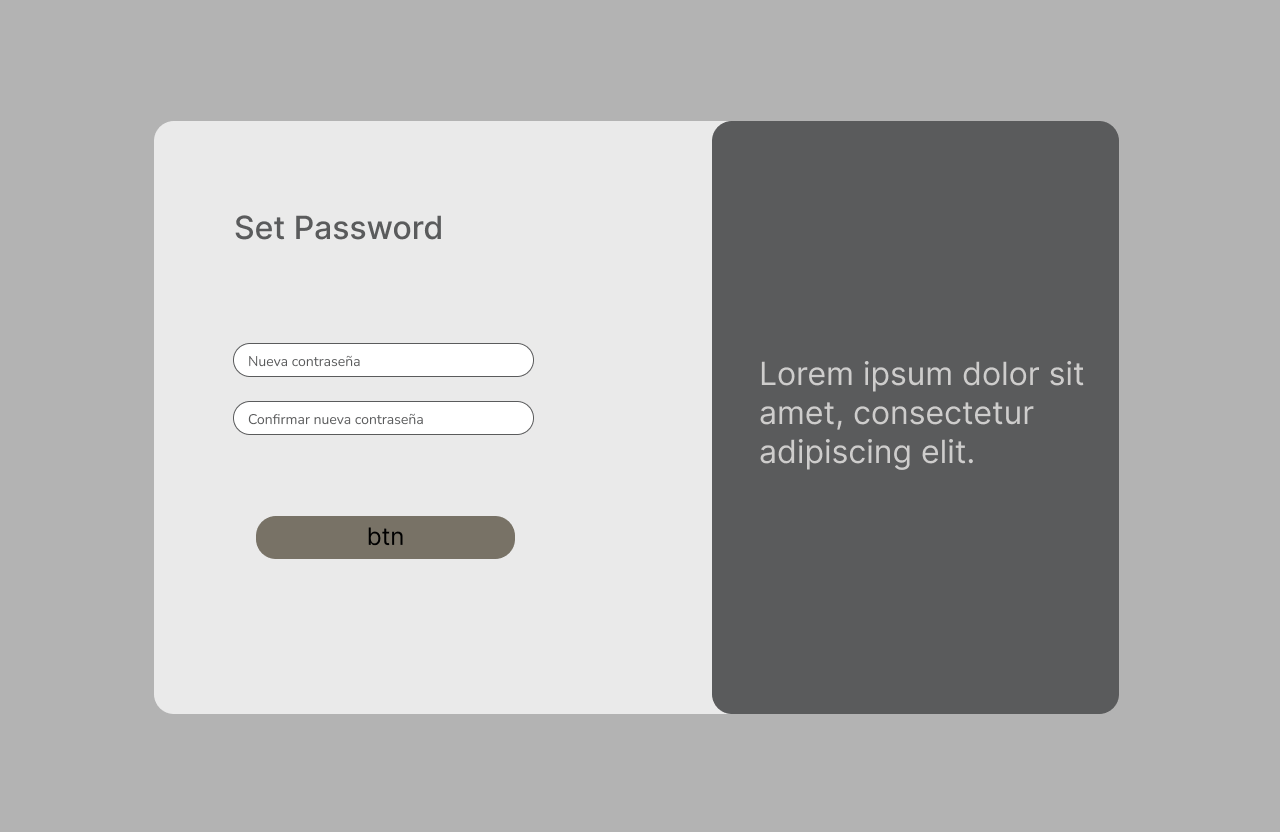 Set Password
Nueva contraseña
Confirmar nueva contraseña
btn
Lorem ipsum dolor sit
amet, consectetur
adipiscing elit.